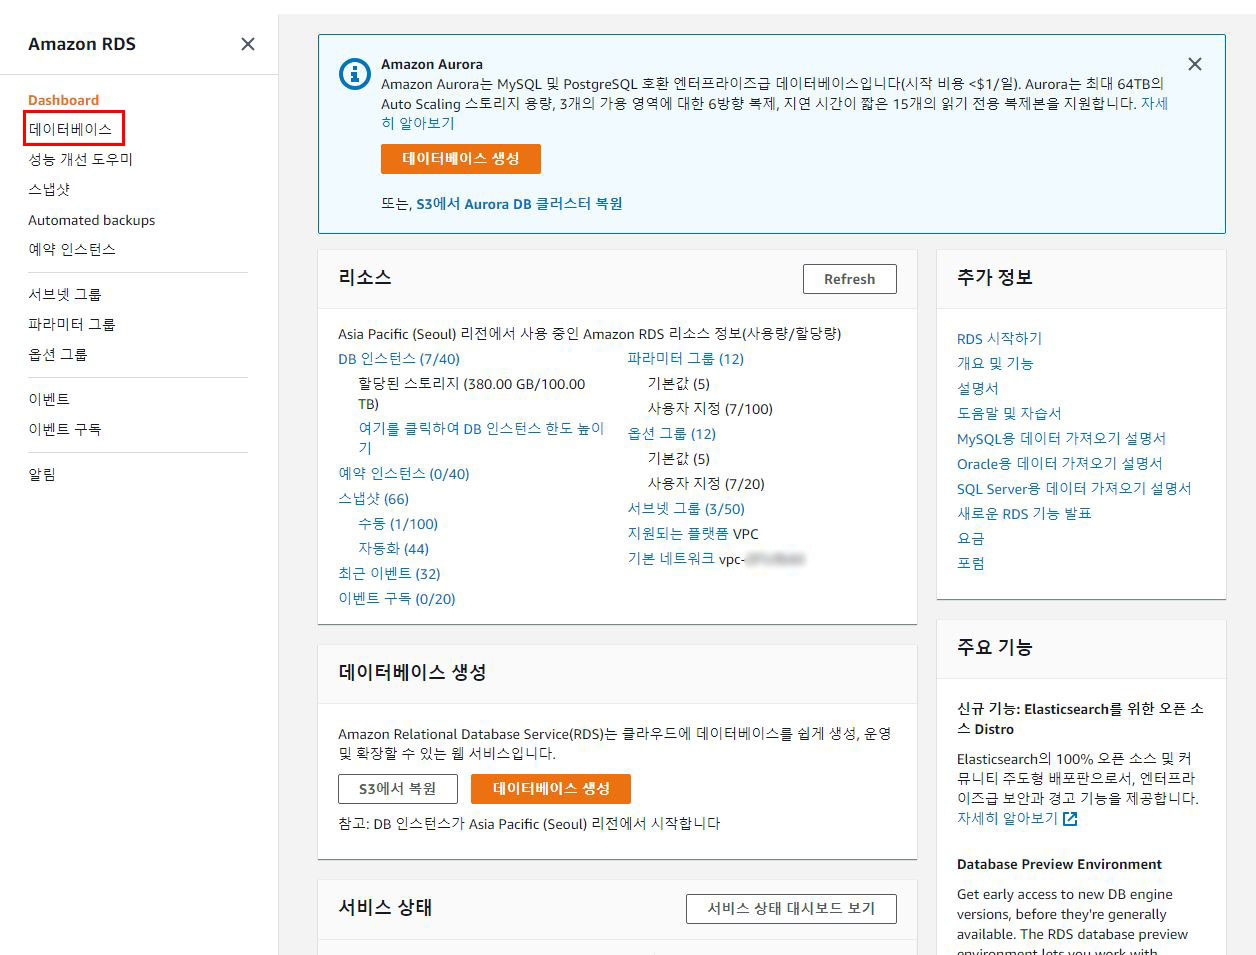 Amazon RDS
Dashboard
데이터베이스
성능 개선 도우미
스냅샷
Automated backups
예약 인스턴스
서브넷 그룹
파라미터 그룹
옵션 그룹
이벤트
이벤트 구독
알림
Amazon Aurora
Amazon Aurora는 MySQL 및 PostgreSQL 호환 엔터프라이즈급 데이터베이스입니다(시작 비용 <$1/일). Aurora는 최대 64TB의
Auto Scaling 스토리지 용량, 3개의 가용 영역에 대한 6방향 복제, 지연 시간이 짧은 15개의 읽기 전용 복제본을 지원합니다. 자세
히 알아보기
데이터베이스 생성
또는, S3에서 Aurora DB 클러스터 복원
리소스
Refresh
Asia Pacific (Seoul) 리전에서 사용 중인 Amazon RDS 리소스 정보(사용량/할당량)
DB 인스턴스 (7/40)
할당된 스토리지 (380.00 GB/100.00
TB)
여기를 클릭하여 DB 인스턴스 한도 높이
기
예약 인스턴스 (0/40)
스냅샷 (66)
수동 (1/100)
자동화 (44)
최근 이벤트 (32)
이벤트 구독 (0/20)
파라미터 그룹 (12)
기본값 (5)
사용자 지정 (7/100)
옵션 그룹 (12)
기본값 (5)
사용자 지정 (7/20)
서브넷 그룹 (3/50)
지원되는 플랫폼 VPC
기본 네트워크 vpc-
데이터베이스 생성
Amazon Relational Database Service(RDS)는 클라우드에 데이터베이스를 쉽게 생성, 운영
및 확장할 수 있는 웹 서비스입니다.
S3에서 복원
데이터베이스 생성
참고: DB 인스턴스가 Asia Pacific (Seoul) 리전에서 시작합니다
서비스 상태
서비스 상태 대시보드 보기
추가 정보
RDS 시작하기
개요 및 기능
설명서
도움말 및 자습서
MySQL용 데이터 가져오기 설명서
Oracle용 데이터 가져오기 설명서
SQL Server용 데이터 가져오기 설명서
새로운 RDS 기능 발표
요금
포럼
주요 기능
신규 기능: Elasticsearch를 위한 오픈 소
스 Distro
Elasticsearch의 100% 오픈 소스 및 커
뮤니티 주도형 배포판으로서, 엔터프라
이즈급 보안과 경고 기능을 제공합니다.
자세히 알아보기
Database Preview Environment
Get early access to new DB engine
versions, before they're generally
available. The RDS database preview
environment lets you work with